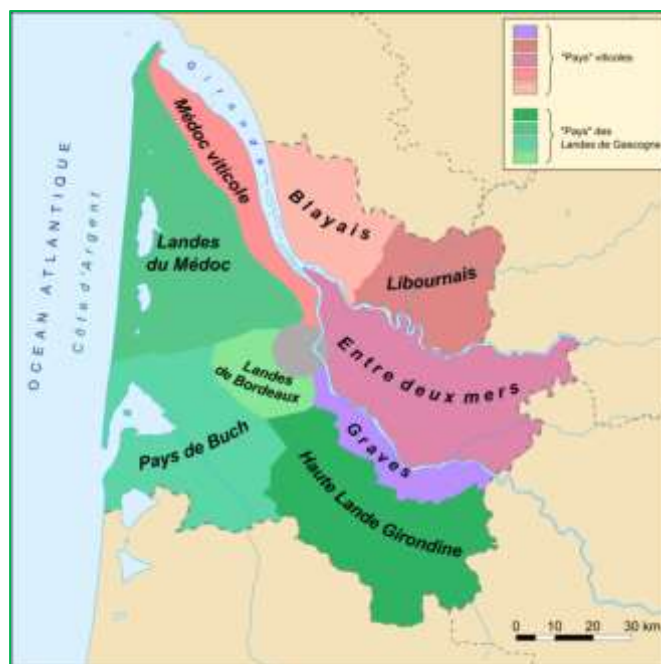 "Pays" viticoles
"Pays" des
Landes de Gascogne
Gironde
Médoc viticole
Blayais
OCEAN ATLANTIQUE
Côte d'Argent
Landes
du Médoc
Libournais
Entre deux mers
Landes
de Bordeaux
Graves
Pays de Buch
Haute Lande Girondine
0 10 20 30 km